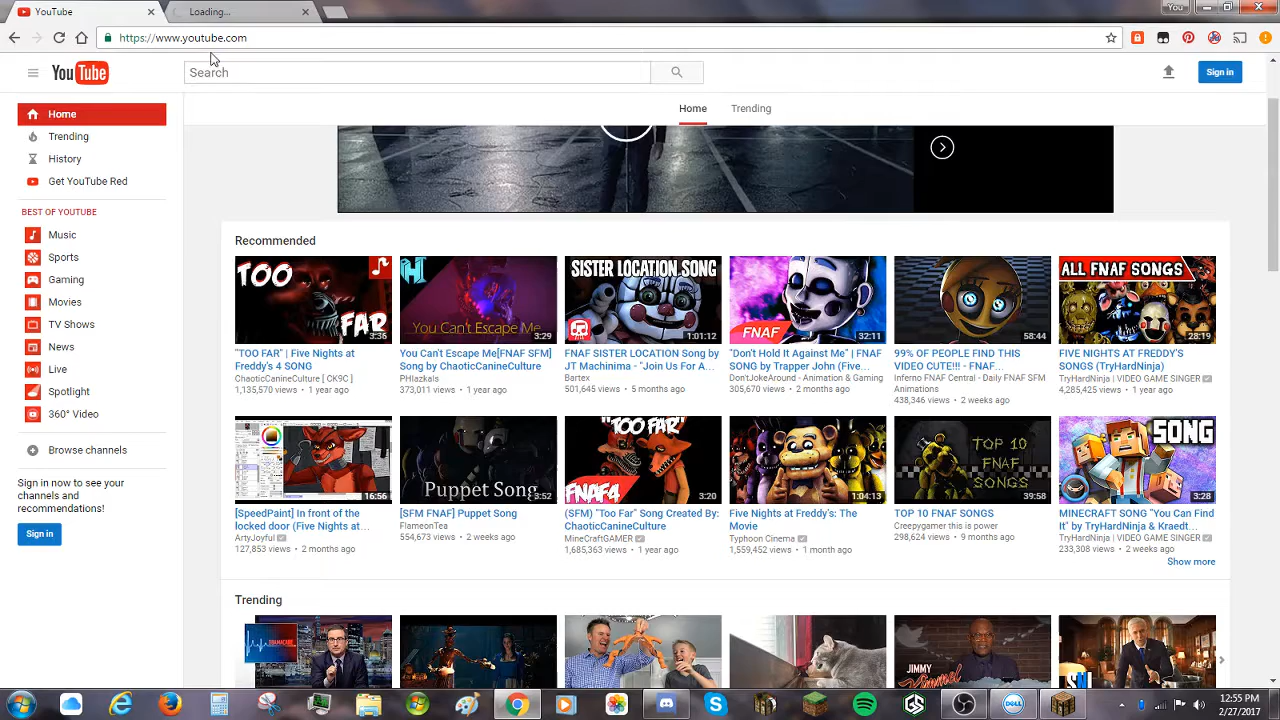 YouTube
Loading...
You
https://www.youtube.com
YouTube
Search
Sign in
Home
Trending
Home
Trending
History
Get YouTube Red
BEST OF YOUTUBE
Music
Sports
Gaming
Movies
TV Shows
News
Live
Spotlight
360° Video
Browse channels
Sign in now to see your
channels and
recommendations!
Sign in
Recommended
TOO
FAR
3:36
"TOO FAR" | Five Nights at
Freddy's 4 SONG
ChaoticCanineCulture [ CK9C ]
1,135,570 views • 1 year ago
You Can't Escape Me
3:29
You Can't Escape Me[FNAF SFM]
Song by ChaoticCanineCulture
PHIazkals
373,011 views • 1 year ago
SISTER LOCATION SONG
1:01:12
FNAF SISTER LOCATION Song by
JT Machinima - "Join Us For A...
Bartex
501,645 views • 5 months ago
FNAF
32:11
"Don't Hold It Against Me" | FNAF
SONG by Trapper John (Five...
Don'tJokeAround - Animation & Gaming
305,670 views • 2 months ago
58:44
99% OF PEOPLE FIND THIS
VIDEO CUTE!!! - FNAF...
Inferno FNAF Central - Daily FNAF SFM
Animations
438,346 views • 2 weeks ago
ALL FNAF SONGS
28:19
FIVE NIGHTS AT FREDDY'S
SONGS (TryHardNinja)
TryHardNinja | VIDEO GAME SINGER
4,285,425 views • 1 year ago
16:56
[SpeedPaint] In front of the
locked door (Five Nights at...
ArtyJoyful
127,853 views • 2 months ago
Puppet Song
3:52
[SFM FNAF] Puppet Song
FlameonTea
554,673 views • 2 weeks ago
"TOO FAR"
FNAF4
3:20
(SFM) "Too Far" Song Created By:
ChaoticCanineCulture
MineCraftGAMER
1,685,363 views • 1 year ago
1:04:13
Five Nights at Freddy's: The
Movie
Typhoon Cinema
1,559,452 views • 1 month ago
TOP 10
FNAF
SONGS
39:58
TOP 10 FNAF SONGS
Creepygamer this is power
298,624 views • 9 months ago
SONG
3:28
MINECRAFT SONG "You Can Find
It" by TryHardNinja & Kraedt...
TryHardNinja | VIDEO GAME SINGER
233,308 views • 2 weeks ago
Show more
Trending
OBAMACARE
JIMMY
12:55 PM
2/27/2017